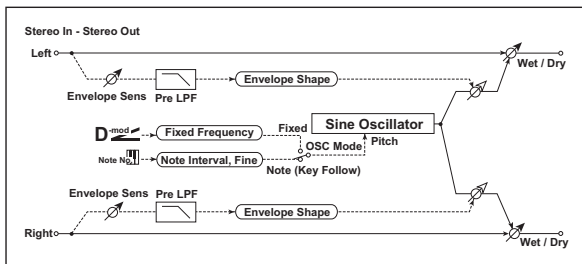 Stereo In - Stereo Out
Left
Wet / Dry
Envelope Sens
Pre LPF
Envelope Shape
D-mod
Fixed Frequency
Fixed
Sine Oscillator
OSC Mode
Pitch
Note No.
Note Interval, Fine
Note (Key Follow)
Envelope Sens
Pre LPF
Envelope Shape
Right
Wet / Dry